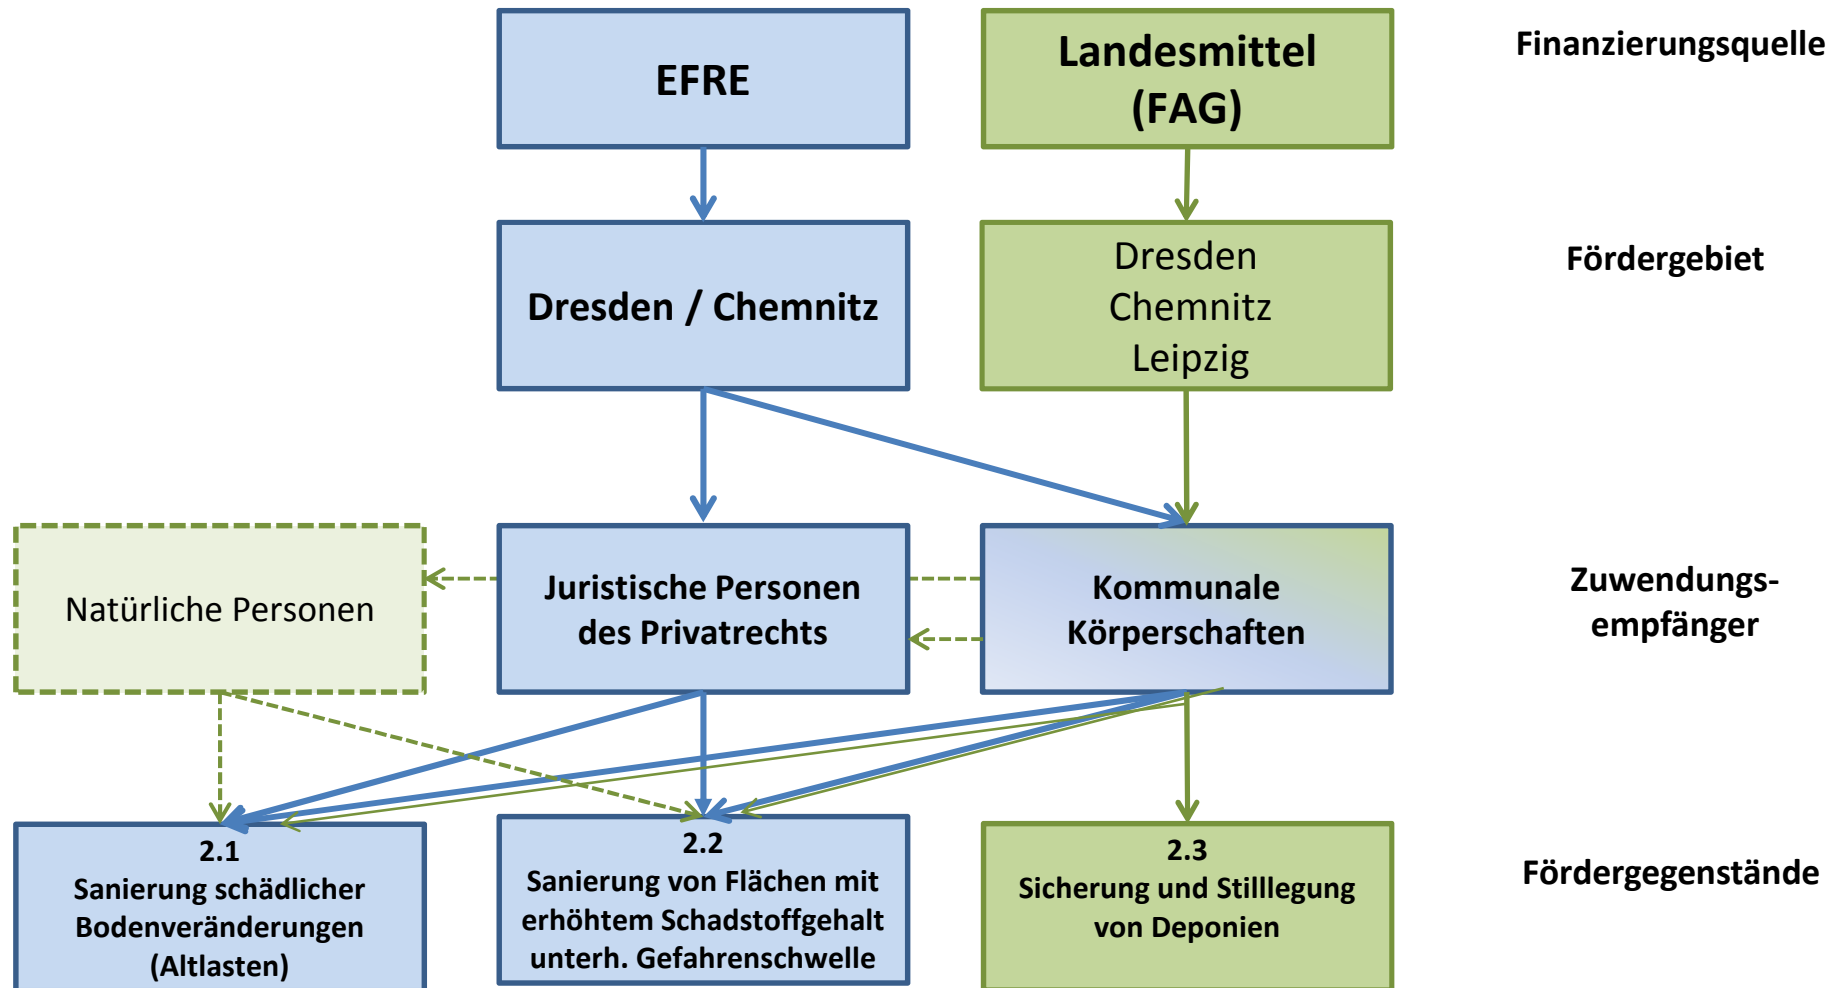 EFRE
Landesmittel
(FAG)
Finanzierungsquelle
Dresden / Chemnitz
Dresden
Chemnitz
Leipzig
Fördergebiet
Natürliche Personen
Juristische Personen
des Privatrechts
Kommunale
Körperschaften
Zuwendungs-
empfänger
2.1
Sanierung schädlicher
Bodenveränderungen
(Altlasten)
2.2
Sanierung von Flächen mit
erhöhtem Schadstoffgehalt
unterh. Gefahrenschwelle
2.3
Sicherung und Stilllegung
von Deponien
Fördergegenstände